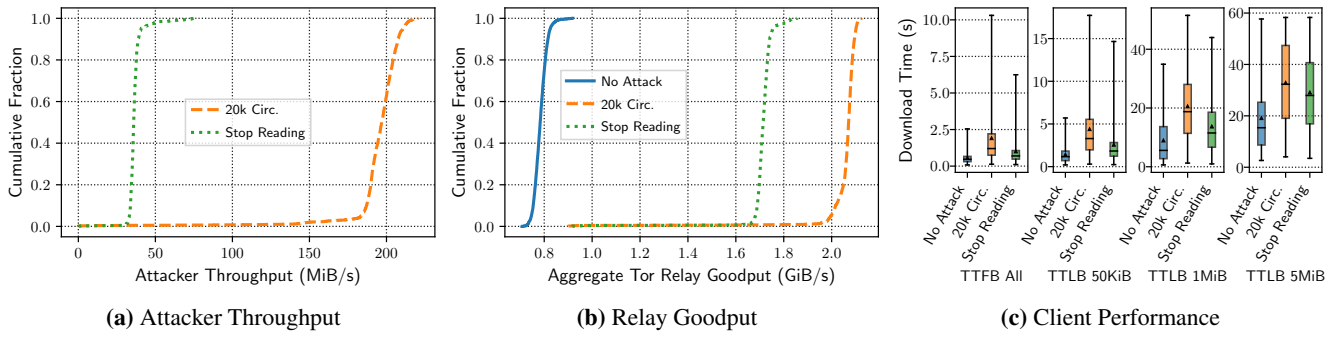 1.0
0.8
0.6
0.4
0.2
0.0
Cumulative Fraction
20k Circ.
Stop Reading
0 50 100 150 200
Attacker Throughput (MiB/s)
(a) Attacker Throughput
1.0
0.8
0.6
0.4
0.2
0.0
Cumulative Fraction
No Attack
20k Circ.
Stop Reading
0.8 1.0 1.2 1.4 1.6 1.8 2.0
Aggregate Tor Relay Goodput (GiB/s)
(b) Relay Goodput
Download Time (s)
10.0
7.5
5.0
2.5
0.0
No Attack
20k Circ.
Stop Reading
TTFB All
15
10
5
0
No Attack
20k Circ.
Stop Reading
TTLB 50KiB
40
20
0
No Attack
20k Circ.
Stop Reading
TTLB 1MiB
60
40
20
0
No Attack
20k Circ.
Stop Reading
TTLB 5MiB
(c) Client Performance